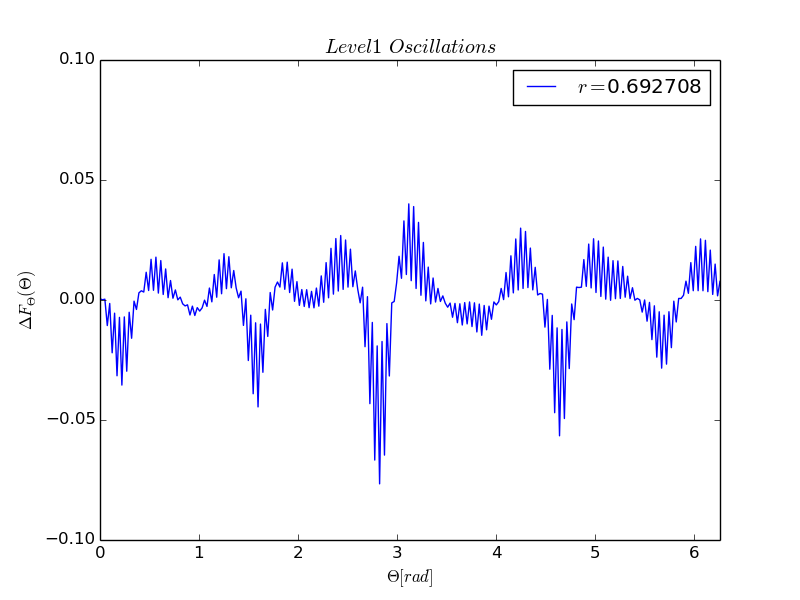 Level1 Oscillations
r=0.692708
0.10
0.05
0.00
−0.05
−0.10
ΔF_Θ(Θ)
0 1 2 3 4 5 6
Θ[rad]